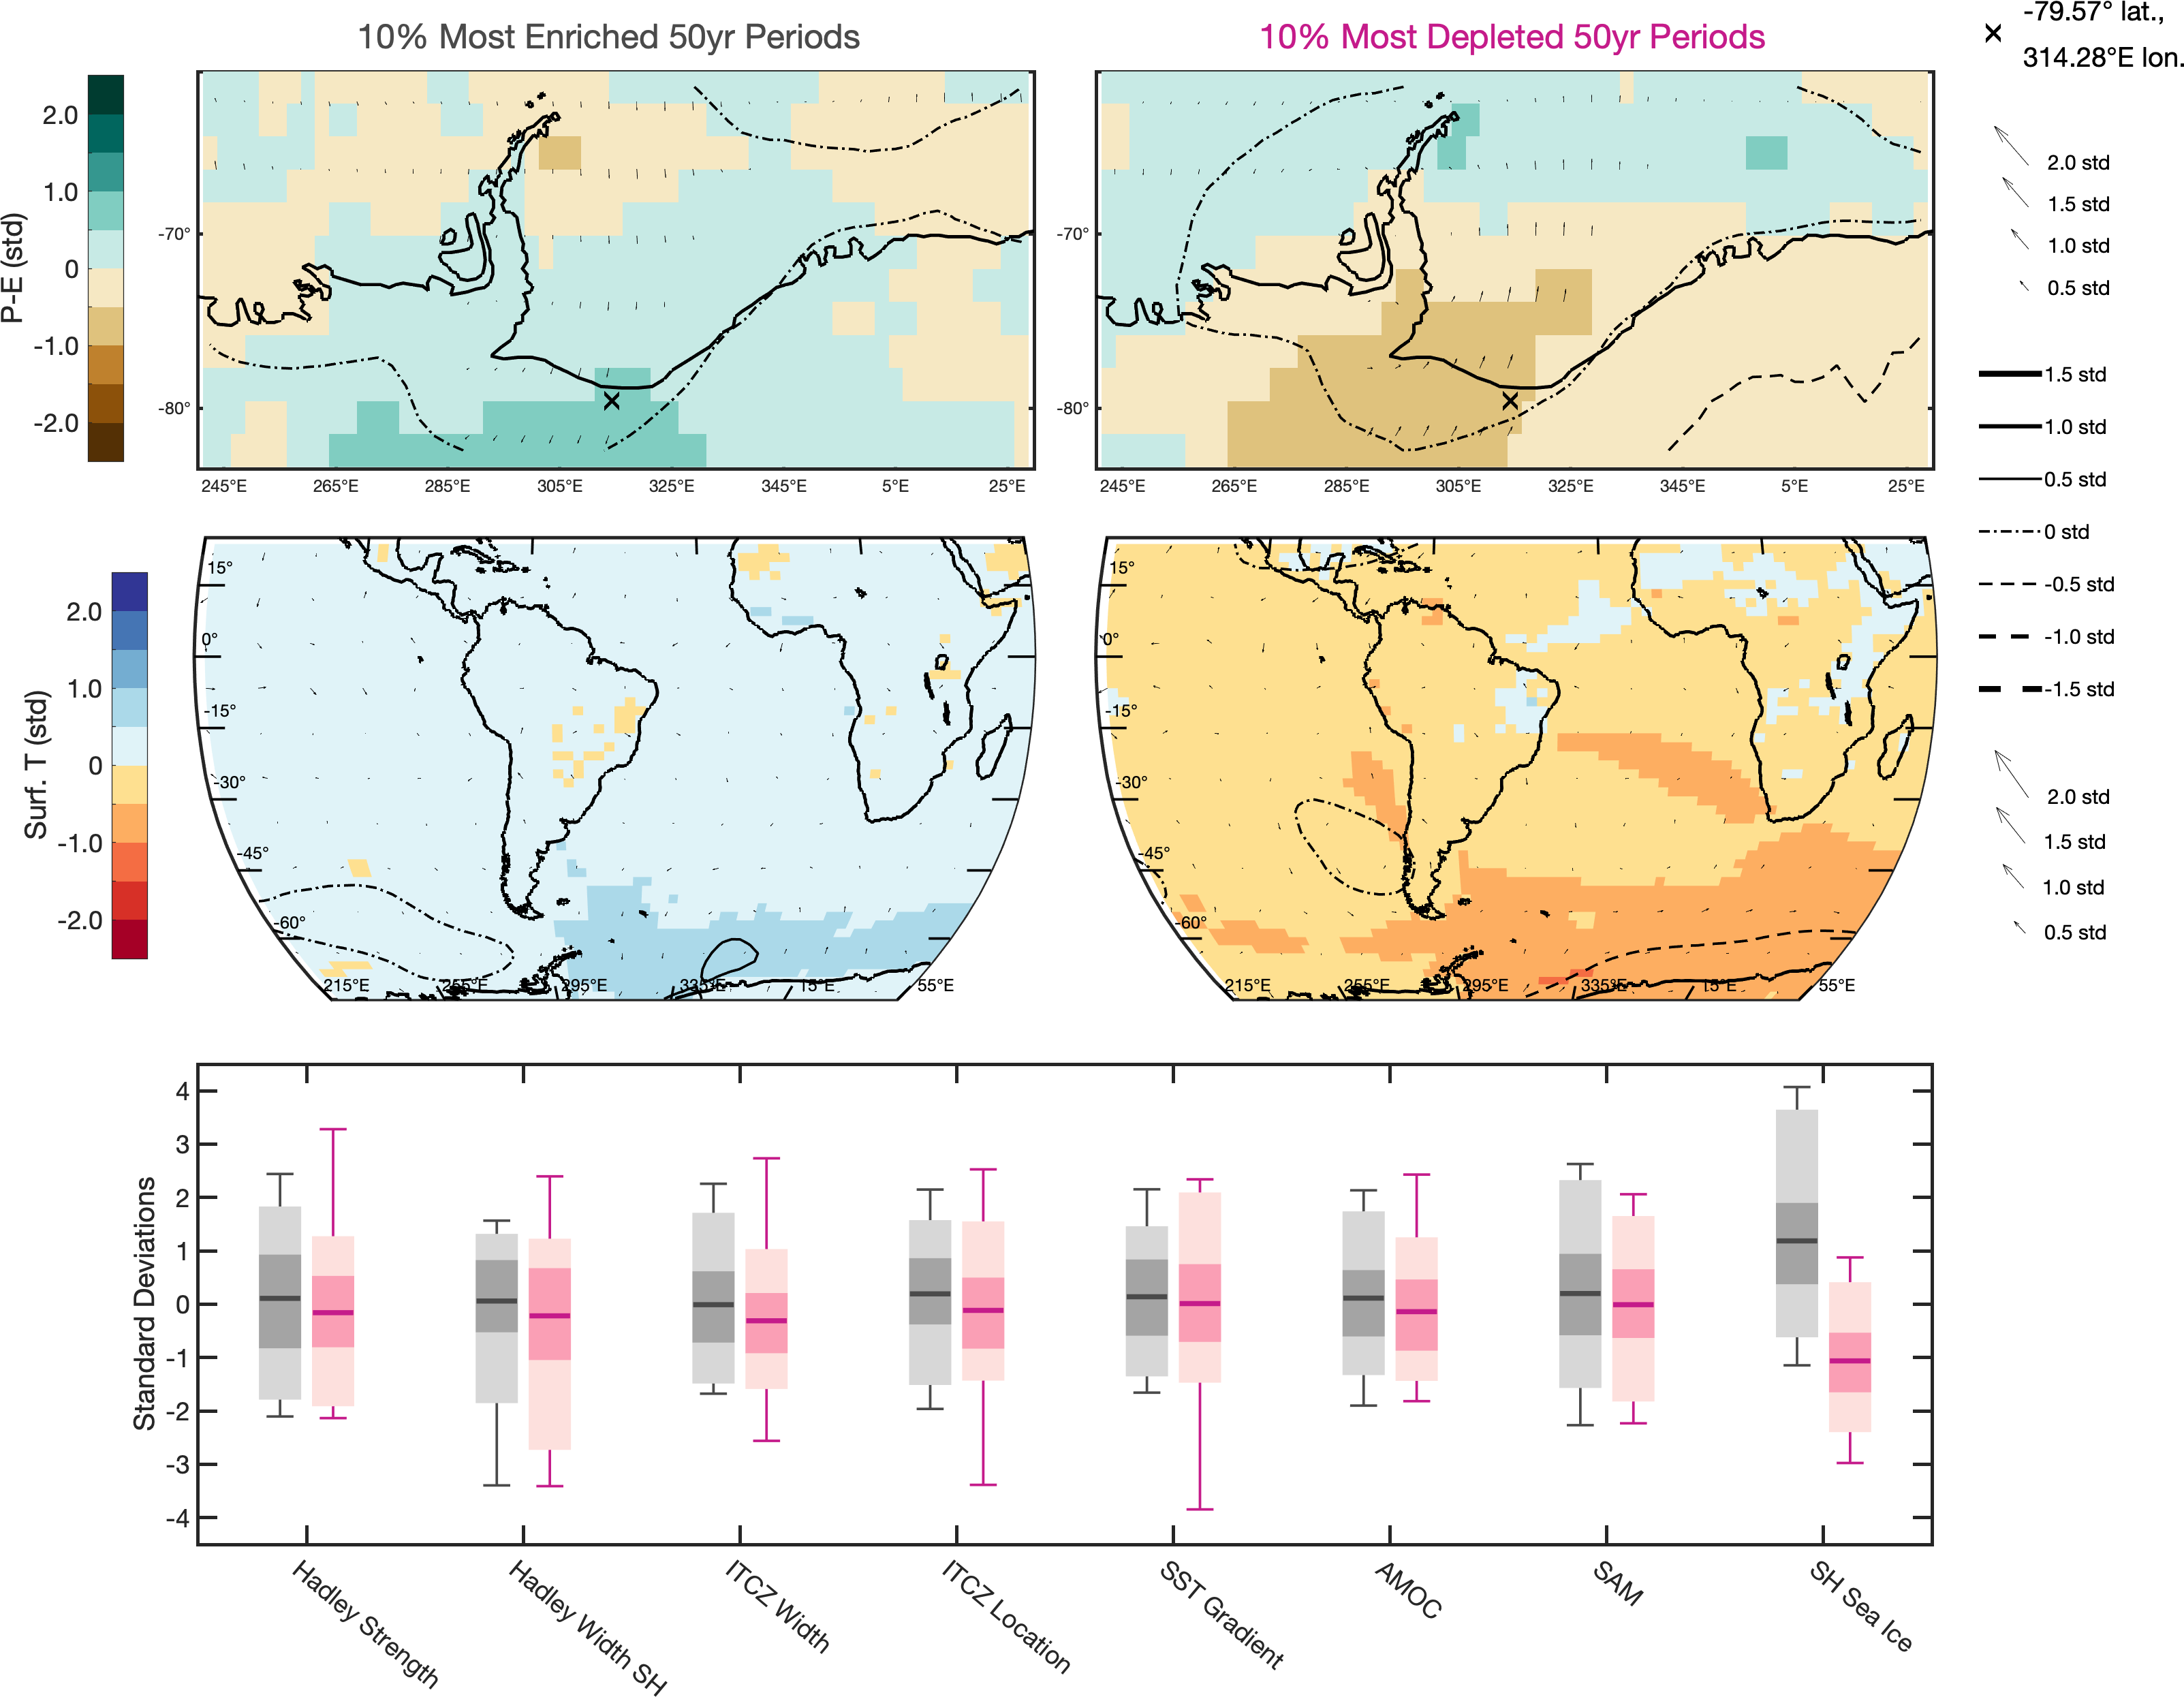 10% Most Enriched 50yr Periods
10% Most Depleted 50yr Periods
-79.57° lat.,
314.28°E lon.
P-E (std)
2.0
1.0
0
-1.0
-2.0
-70°
-80°
245°E 265°E 285°E 305°E 325°E 345°E 5°E 25°E
-70°
-80°
245°E 265°E 285°E 305°E 325°E 345°E 5°E 25°E
2.0 std
1.5 std
1.0 std
0.5 std
1.5 std
1.0 std
0.5 std
0 std
-0.5 std
-1.0 std
-1.5 std
2.0 std
1.5 std
1.0 std
0.5 std
Surf. T (std)
2.0
1.0
0
-1.0
-2.0
15°
0°
-15°
-30°
-45°
-60°
215°E 255°E 295°E 335°E 15°E 55°E
15°
0°
-15°
-30°
-45°
-60°
215°E 255°E 295°E 335°E 15°E 55°E
Standard Deviations
4
3
2
1
0
-1
-2
-3
-4
Hadley Strength
Hadley Width SH
ITCZ Width
ITCZ Location
SST Gradient
AMOC
SAM
SH Sea Ice